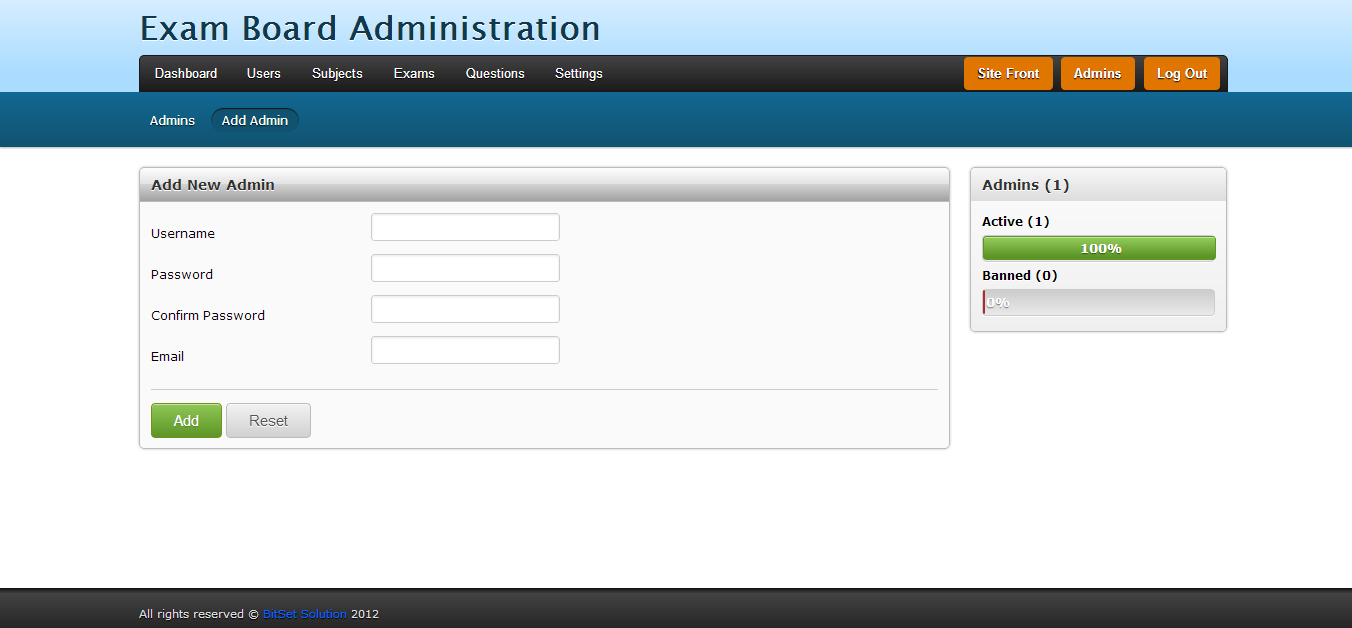 Exam Board Administration
Dashboard Users Subjects Exams Questions Settings Site Front Admins Log Out
Admins Add Admin
Add New Admin
Username
Password
Confirm Password
Email
Add Reset
Admins (1)
Active (1)
100%
Banned (0)
0%
All rights reserved © BitSet Solution 2012